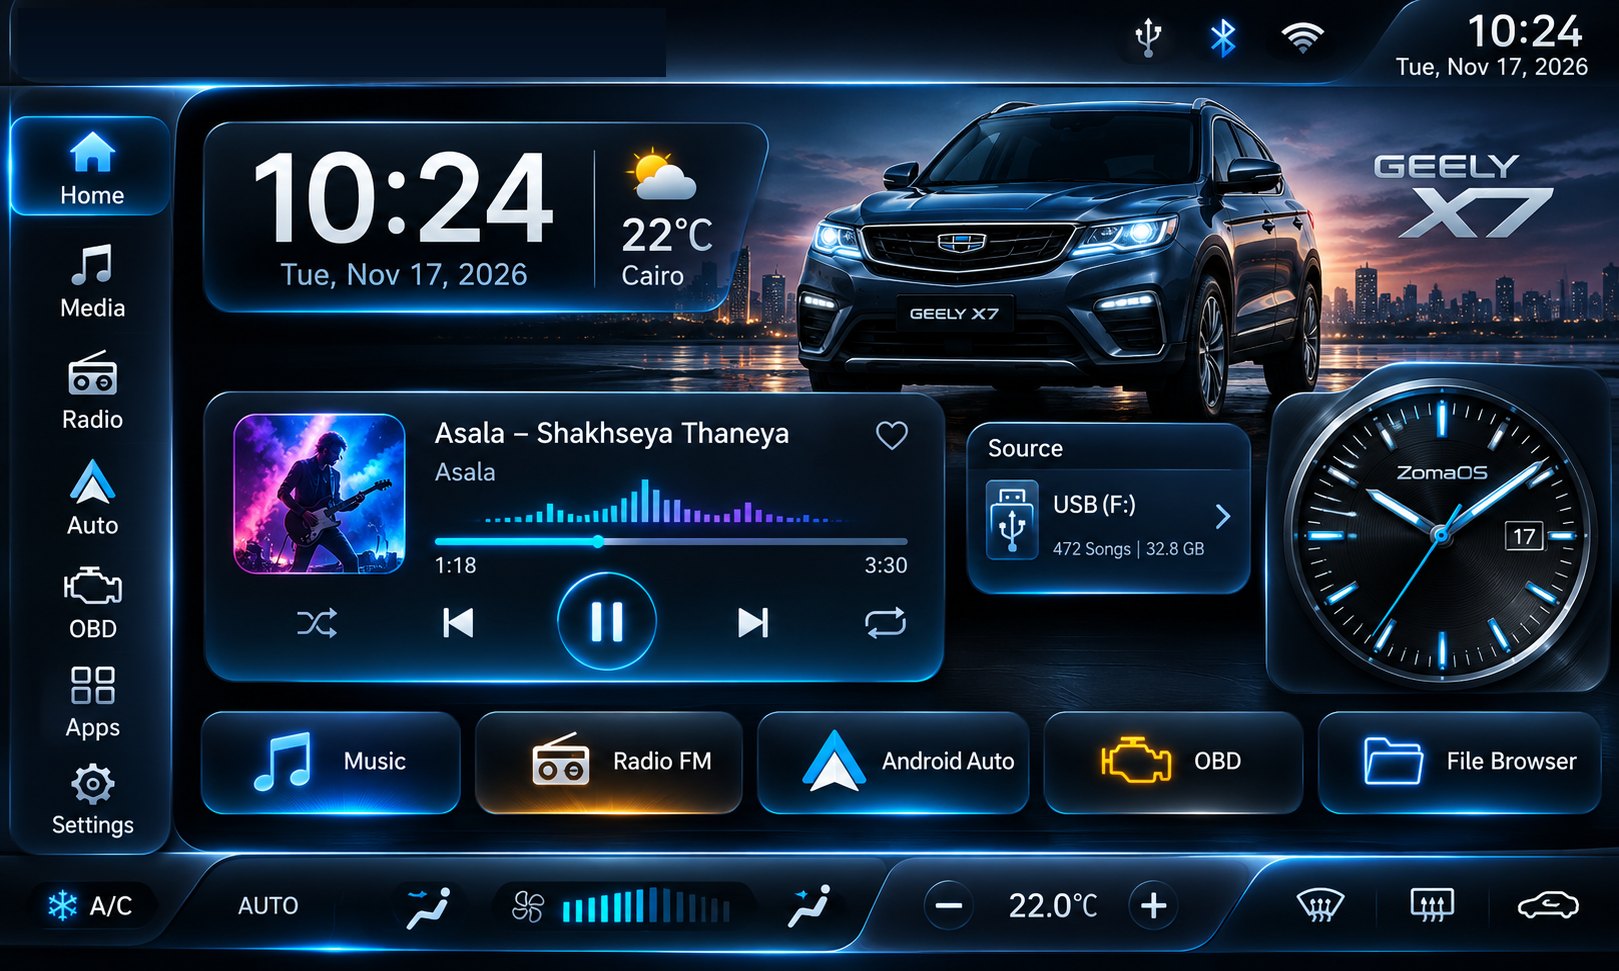 10:24
Tue, Nov 17, 2026
Home
Media
Radio
Auto
OBD
Apps
Settings
10:24
Tue, Nov 17, 2026
22°C
Cairo
GEELY
X7
GEELY X7
Asala – Shakhseya Thaneya
Asala
1:18
3:30
Source
USB (F:)
472 Songs | 32.8 GB
ZomaOS
17
Music
Radio FM
Android Auto
OBD
File Browser
A/C
AUTO
22.0°C